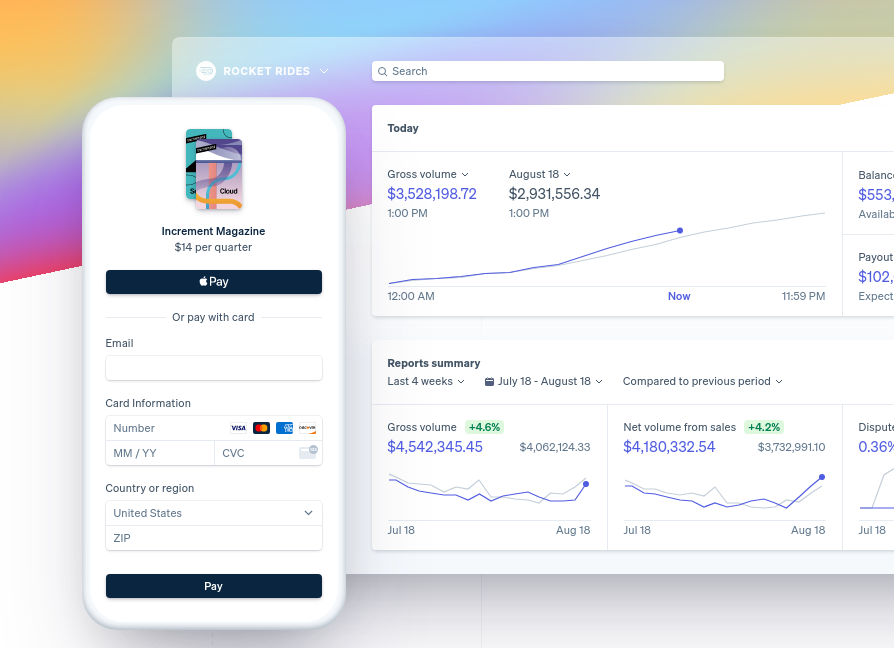 ROCKET RIDES
Search
Today
Gross volume
$3,528,198.72
1:00 PM
August 18
$2,931,556.34
1:00 PM
12:00 AM
Now
11:59 PM
Balanc
$553,
Availab
Payout
$102,
Expect
Reports summary
Last 4 weeks
July 18 - August 18
Compared to previous period
Gross volume +4.6%
$4,542,345.45 $4,062,124.33
Jul 18 Aug 18
Net volume from sales +4.2%
$4,180,332.54 $3,732,991.10
Jul 18 Aug 18
Dispute
0.36%
Jul 18
Cloud
Increment Magazine
$14 per quarter
Pay
Or pay with card
Email
Card Information
Number VISA
MM / YY CVC
Country or region
United States
ZIP
Pay